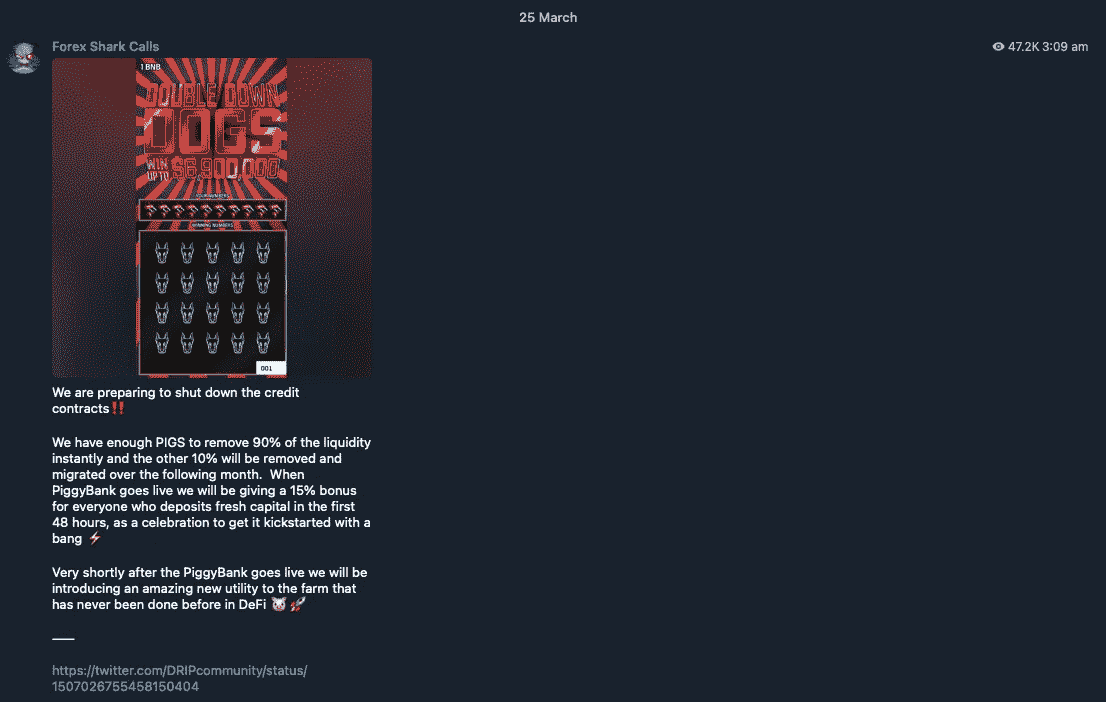 25 March
Forex Shark Calls
47.2K 3:09 am
1 BNB
DOUBLE DOWN
DOGS
WIN
UP TO $6,900,000
YOUR NUMBERS
WINNING NUMBERS
001
We are preparing to shut down the credit
contracts‼️
We have enough PIGS to remove 90% of the liquidity
instantly and the other 10% will be removed and
migrated over the following month.  When
PiggyBank goes live we will be giving a 15% bonus
for everyone who deposits fresh capital in the first
48 hours, as a celebration to get it kickstarted with a
bang ⚡
Very shortly after the PiggyBank goes live we will be
introducing an amazing new utility to the farm that
has never been done before in DeFi 🐷🚀
___
https://twitter.com/DRIPcommunity/status/
1507026755458150404